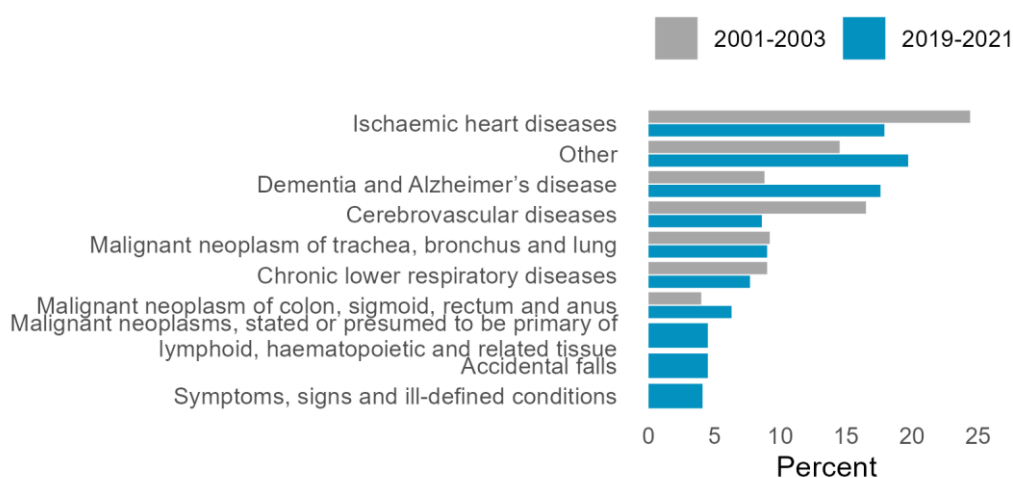 2001-2003 2019-2021
Ischaemic heart diseases
Other
Dementia and Alzheimer’s disease
Cerebrovascular diseases
Malignant neoplasm of trachea, bronchus and lung
Chronic lower respiratory diseases
Malignant neoplasm of colon, sigmoid, rectum and anus
Malignant neoplasms, stated or presumed to be primary of
lymphoid, haematopoietic and related tissue
Accidental falls
Symptoms, signs and ill-defined conditions
0 5 10 15 20 25
Percent